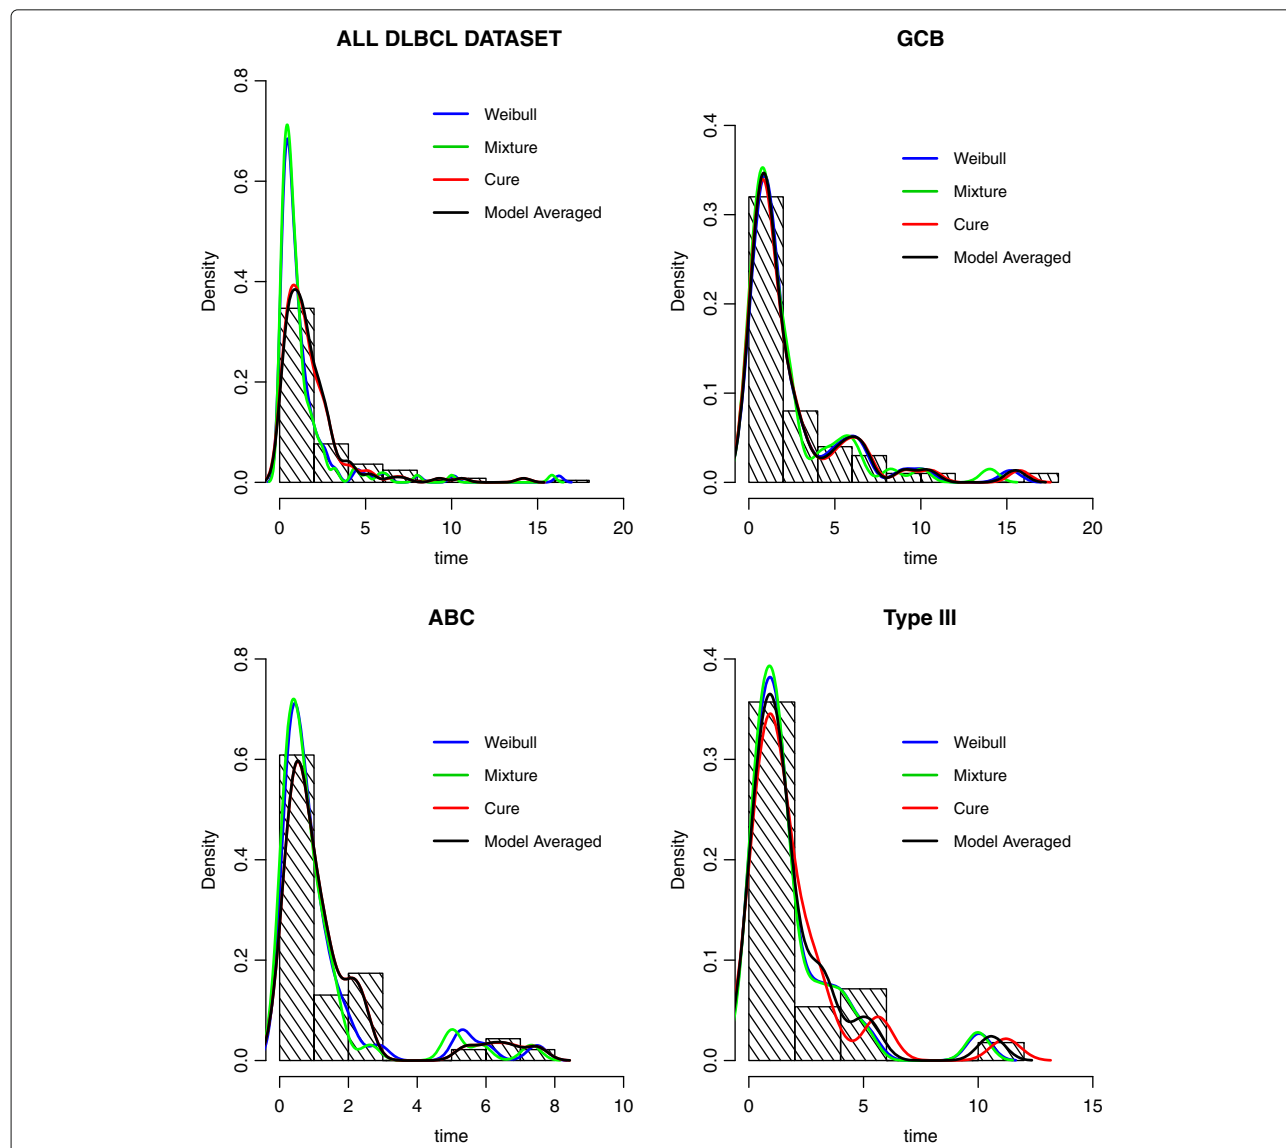 ALL DLBCL DATASET
Density
0.0 0.2 0.4 0.6 0.8
Weibull
Mixture
Cure
Model Averaged
0 5 10 15 20
time
GCB
Density
0.0 0.1 0.2 0.3 0.4
Weibull
Mixture
Cure
Model Averaged
0 5 10 15 20
time
ABC
Density
0.0 0.2 0.4 0.6 0.8
Weibull
Mixture
Cure
Model Averaged
0 2 4 6 8 10
time
Type III
Density
0.0 0.1 0.2 0.3 0.4
Weibull
Mixture
Cure
Model Averaged
0 5 10 15
time